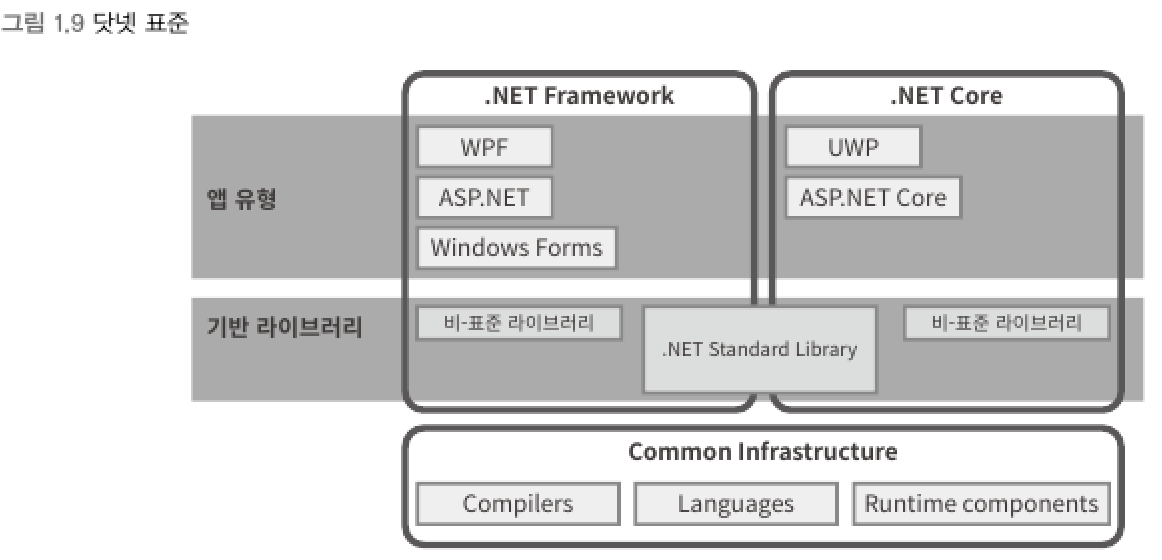 그림 1.9 닷넷 표준
.NET Framework
.NET Core
앱 유형
WPF
ASP.NET
Windows Forms
UWP
ASP.NET Core
기반 라이브러리
비-표준 라이브러리
.NET Standard Library
비-표준 라이브러리
Common Infrastructure
Compilers
Languages
Runtime components